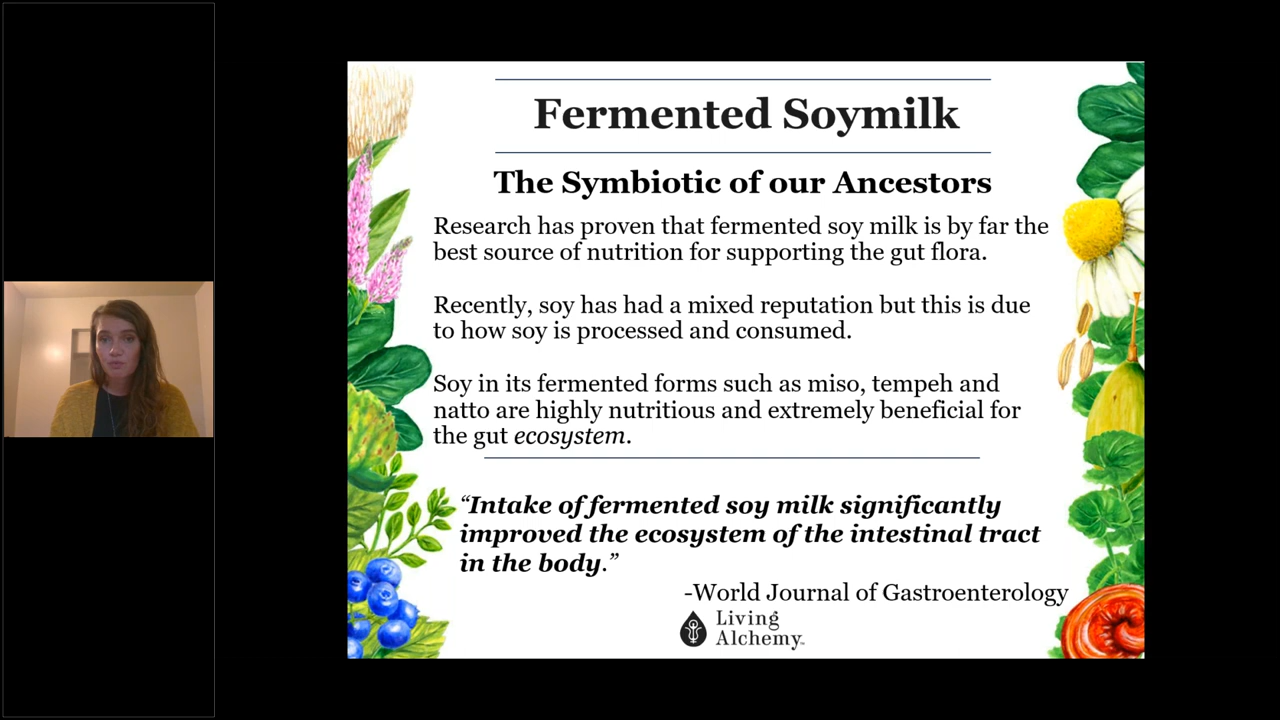 Fermented Soymilk
The Symbiotic of our Ancestors
Research has proven that fermented soy milk is by far the
best source of nutrition for supporting the gut flora.
Recently, soy has had a mixed reputation but this is due
to how soy is processed and consumed.
Soy in its fermented forms such as miso, tempeh and
natto are highly nutritious and extremely beneficial for
the gut ecosystem.
“Intake of fermented soy milk significantly
improved the ecosystem of the intestinal tract
in the body.”
-World Journal of Gastroenterology
Living
Alchemy™